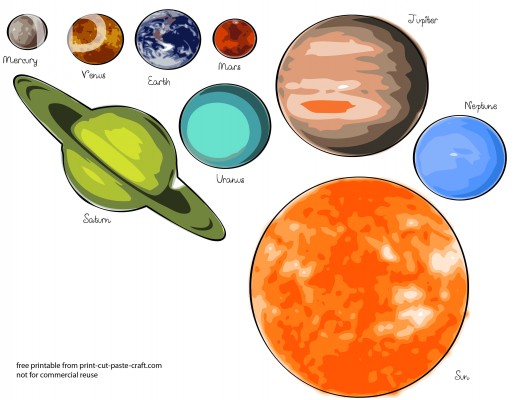 Jupiter
Mercury
Venus
Earth
Mars
Neptune
Uranus
Saturn
free printable from print-cut-paste-craft.com
not for commercial reuse
Sun